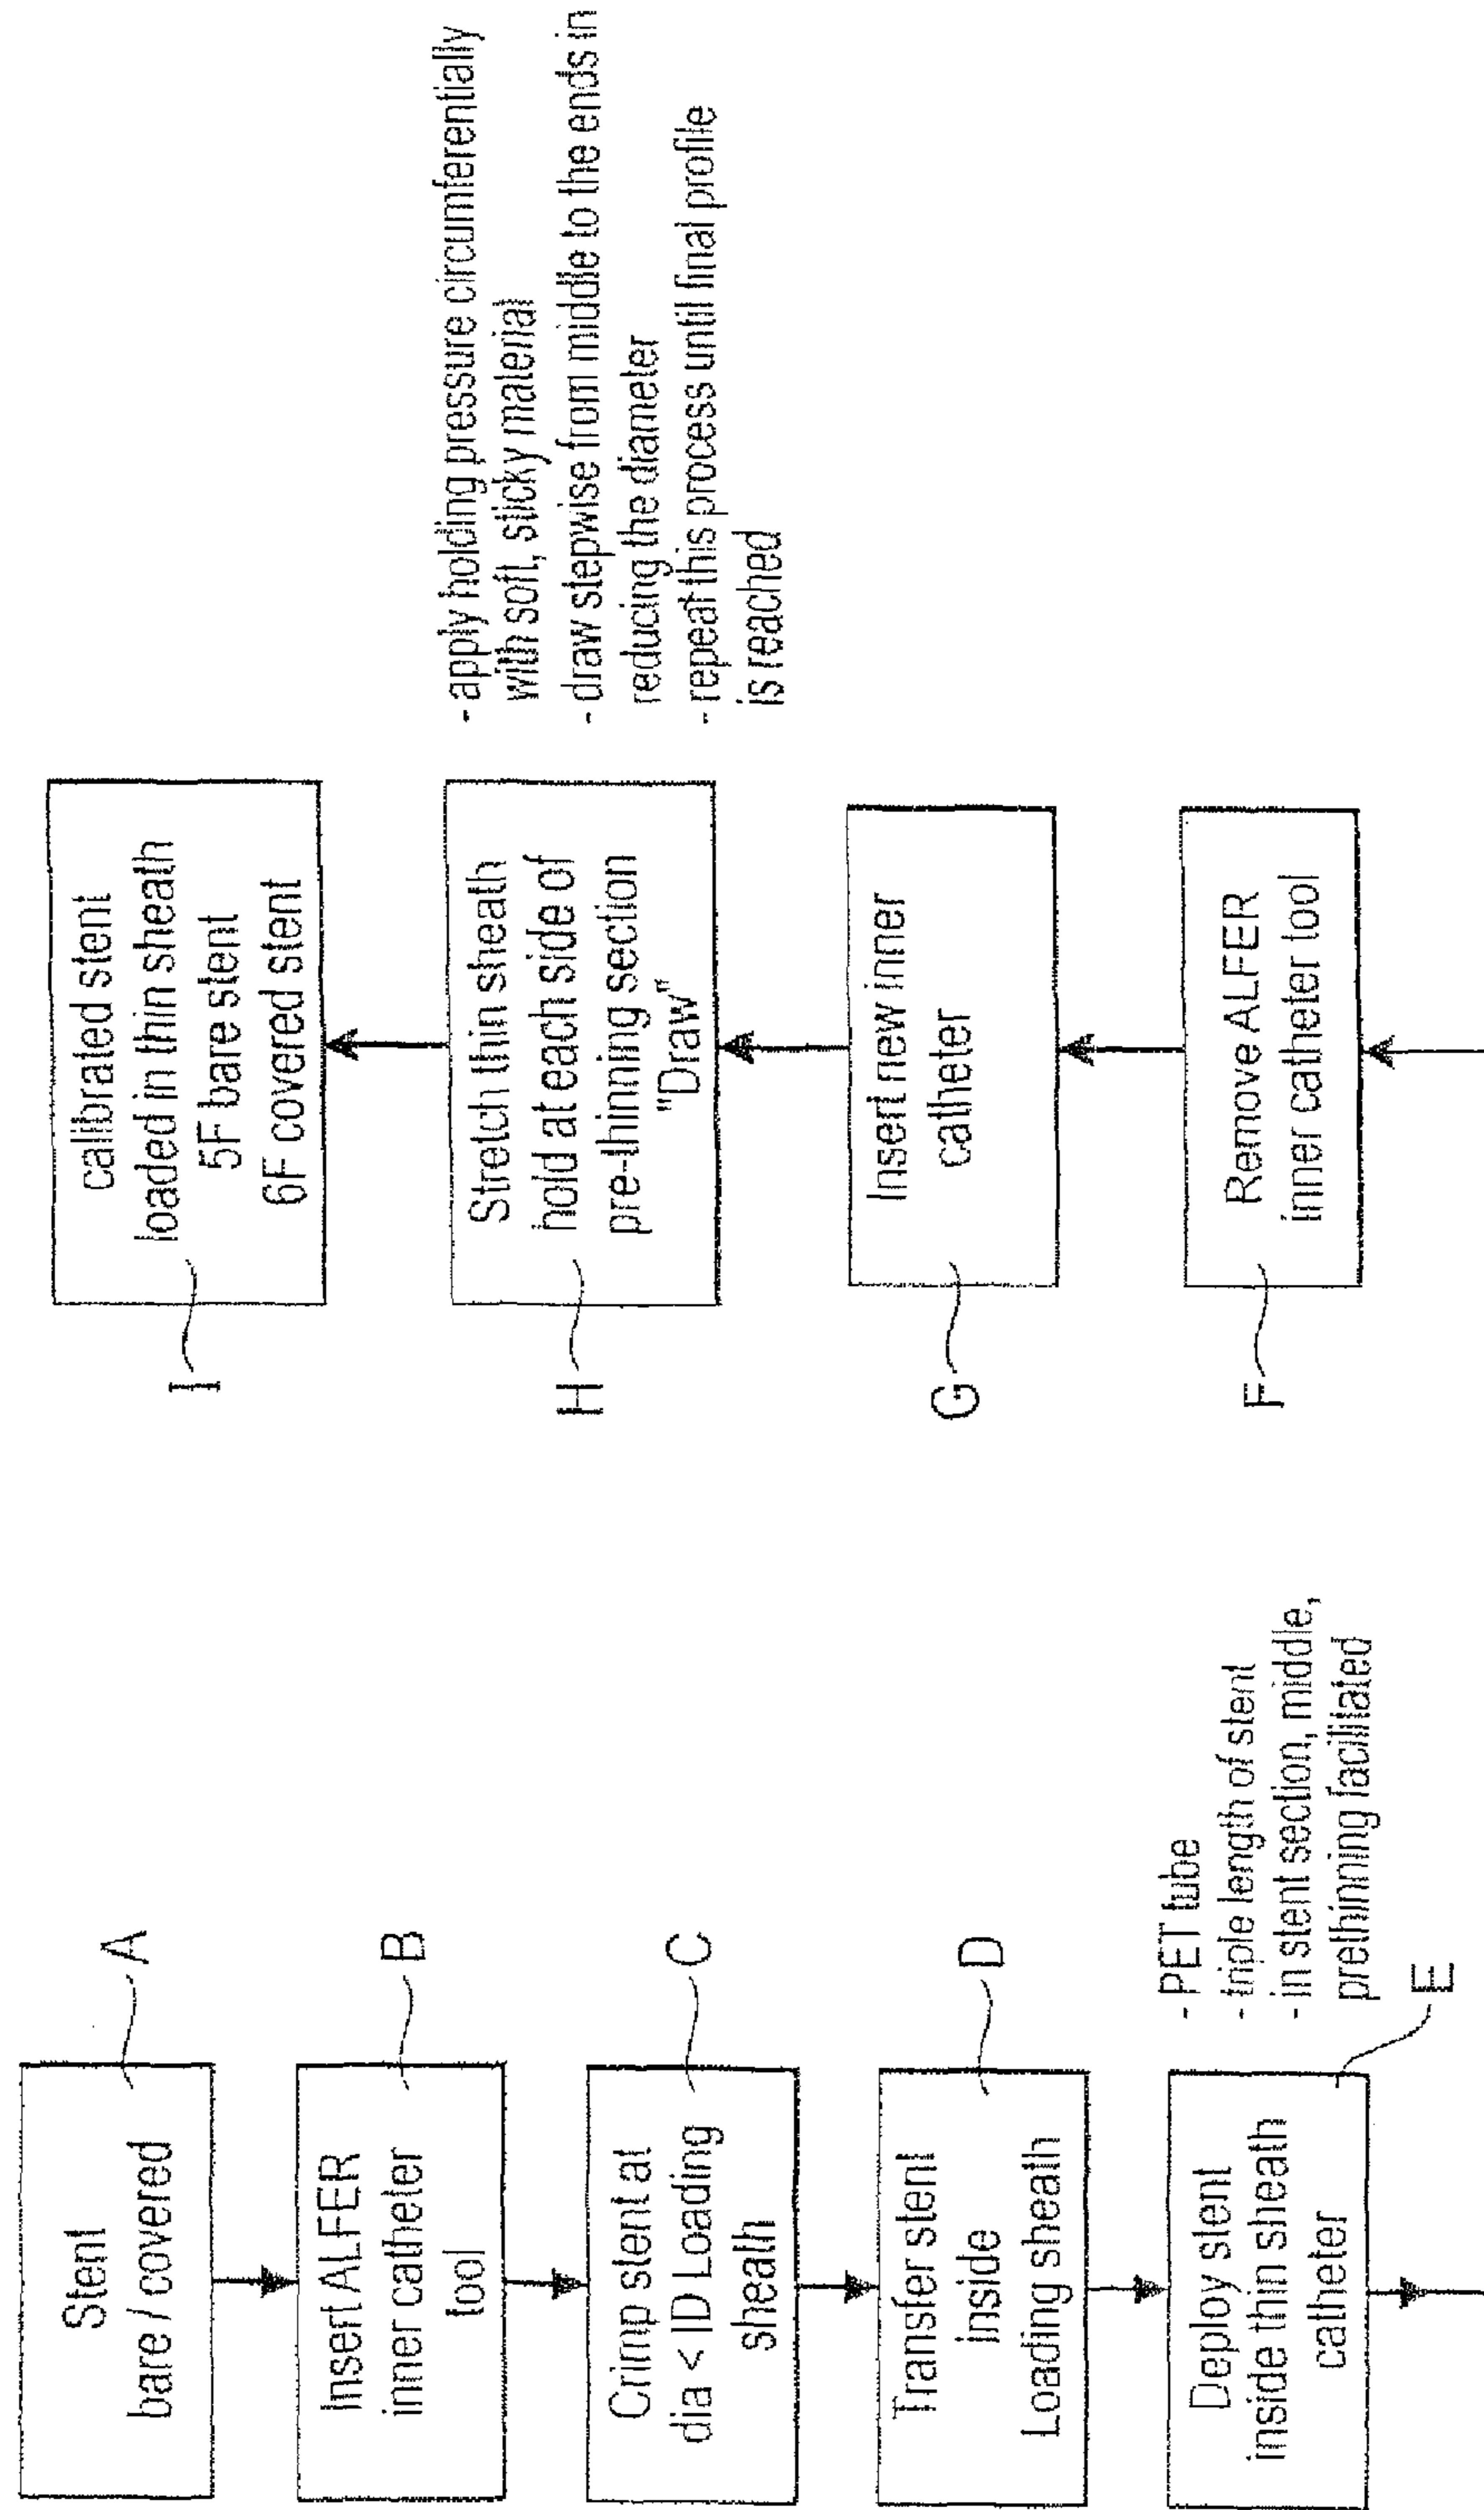 Stent
bare / covered
A
Insert ALFER
inner catheter
tool
B
Crimp stent at
dia < ID Loading
sheath
C
Transfer stent
inside
Loading sheath
D
Deploy stent
inside thin sheath
catheter
E
- PET tube
- triple length of stent
- in stent section, middle,
prethinning facilitated
Remove ALFER
inner catheter tool
F
Insert new inner
catheter
G
Stretch thin sheath
hold at each side of
pre-thinning section
"Draw"
H
- apply holding pressure circumferentially
with soft, sticky material
- draw stepwise from middle to the ends in
reducing the diameter
- repeat this process until final profile
is reached
calibrated stent
loaded in thin sheath
5F bare stent
6F covered stent
I